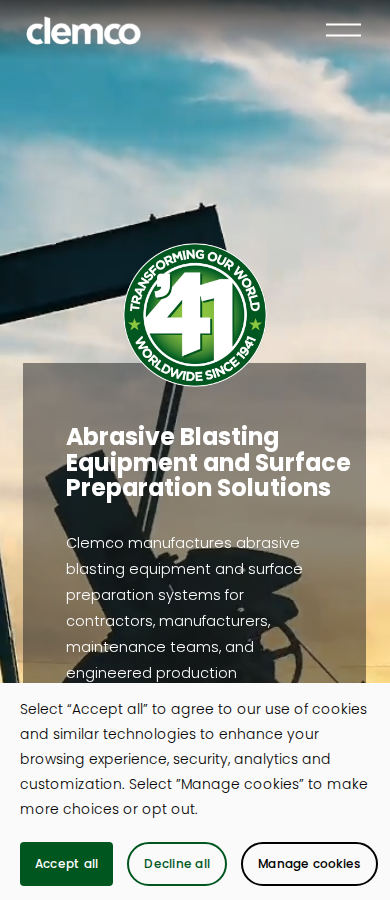 clemco
TRANSFORMING OUR WORLD
'41
WORLDWIDE SINCE 1941
Abrasive Blasting
Equipment and Surface
Preparation Solutions
Clemco manufactures abrasive
blasting equipment and surface
preparation systems for
contractors, manufacturers,
maintenance teams, and
engineered production
Select “Accept all” to agree to our use of cookies
and similar technologies to enhance your
browsing experience, security, analytics and
customization. Select ”Manage cookies” to make
more choices or opt out.
Accept all
Decline all
Manage cookies